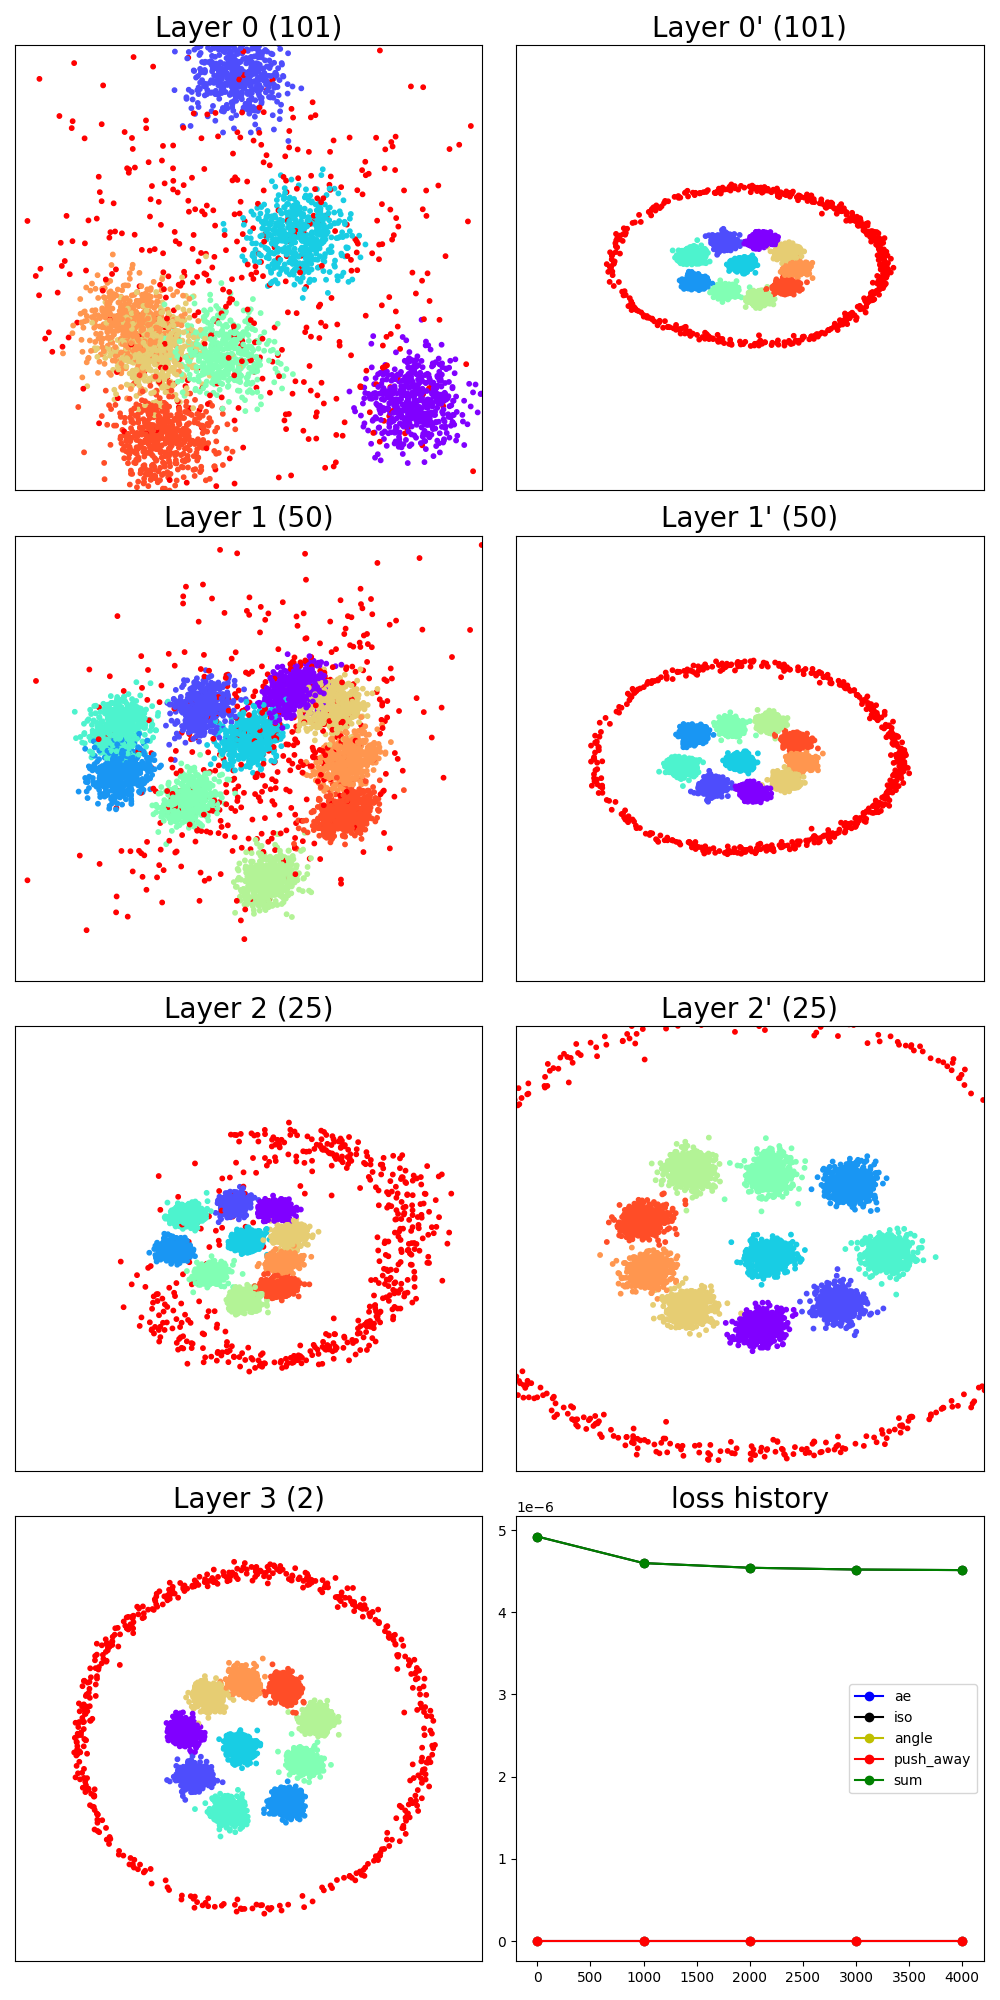 Layer 0 (101)
Layer 0' (101)
Layer 1 (50)
Layer 1' (50)
Layer 2 (25)
Layer 2' (25)
Layer 3 (2)
loss history
1e−6
5
4
3
2
1
0
ae
iso
angle
push_away
sum
0 500 1000 1500 2000 2500 3000 3500 4000